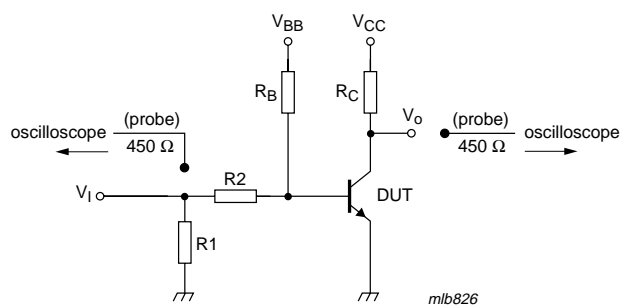 V_BB
V_CC
R_B
R_C
V_o
(probe)
450 Ω
oscilloscope
(probe)
450 Ω
oscilloscope
V_I
R2
DUT
R1
mlb826